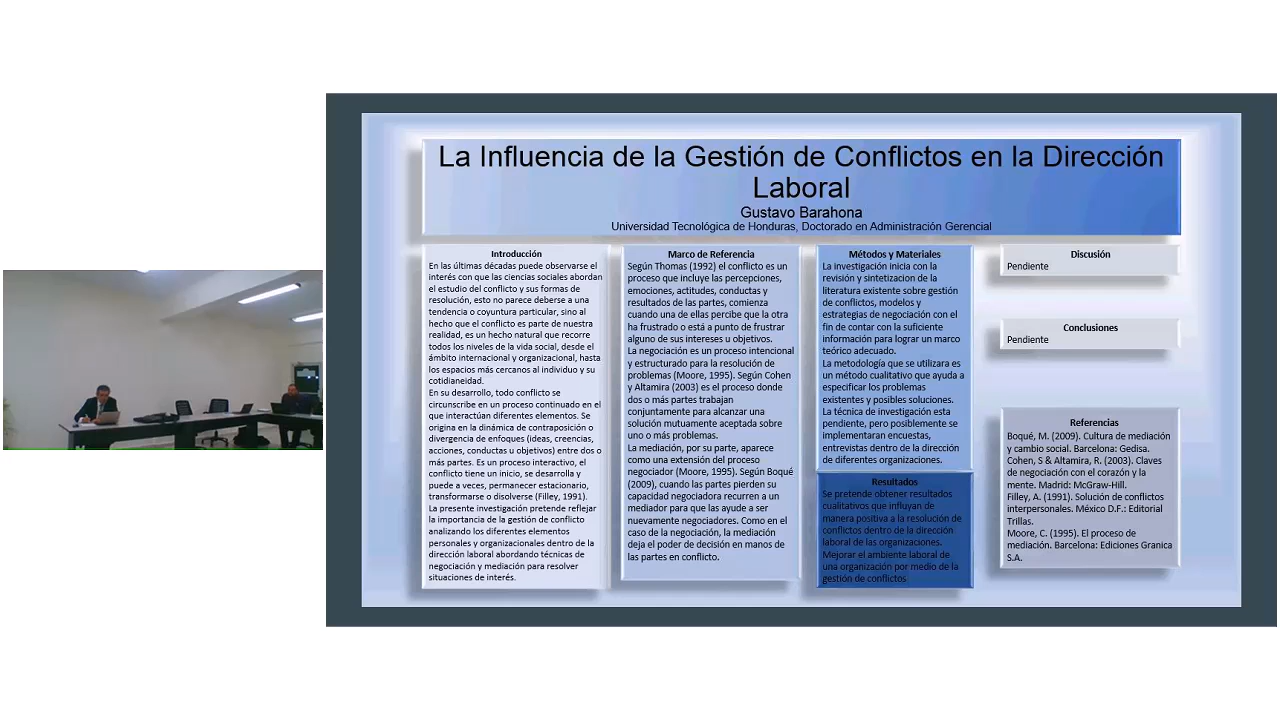 La Influencia de la Gestión de Conflictos en la Dirección
Laboral
Gustavo Barahona
Universidad Tecnológica de Honduras, Doctorado en Administración Gerencial
Introducción
En las últimas décadas puede observarse el
interés con que las ciencias sociales abordan
el estudio del conflicto y sus formas de
resolución, esto no parece deberse a una
tendencia o coyuntura particular, sino al
hecho que el conflicto es parte de nuestra
realidad, es un hecho natural que recorre
todos los niveles de la vida social, desde el
ámbito internacional y organizacional, hasta
los espacios más cercanos al individuo y su
cotidianeidad.
En su desarrollo, todo conflicto se
circunscribe en un proceso continuado en el
que interactúan diferentes elementos. Se
origina en la dinámica de contraposición o
divergencia de enfoques (ideas, creencias,
acciones, conductas u objetivos) entre dos o
más partes. Es un proceso interactivo, el
conflicto tiene un inicio, se desarrolla y
puede a veces, permanecer estacionario,
transformarse o disolverse (Filley, 1991).
La presente investigación pretende reflejar
la importancia de la gestión de conflicto
analizando los diferentes elementos
personales y organizacionales dentro de la
dirección laboral abordando técnicas de
negociación y mediación para resolver
situaciones de interés.
Marco de Referencia
Según Thomas (1992) el conflicto es un
proceso que incluye las percepciones,
emociones, actitudes, conductas y
resultados de las partes, comienza
cuando una de ellas percibe que la otra
ha frustrado o está a punto de frustrar
alguno de sus intereses u objetivos.
La negociación es un proceso intencional
y estructurado para la resolución de
problemas (Moore, 1995). Según Cohen
y Altamira (2003) es el proceso donde
dos o más partes trabajan
conjuntamente para alcanzar una
solución mutuamente aceptada sobre
uno o más problemas.
La mediación, por su parte, aparece
como una extensión del proceso
negociador (Moore, 1995). Según Boqué
(2009), cuando las partes pierden su
capacidad negociadora recurren a un
mediador para que las ayude a ser
nuevamente negociadores. Como en el
caso de la negociación, la mediación
deja el poder de decisión en manos de
las partes en conflicto.
Métodos y Materiales
La investigación inicia con la
revisión y sintetizacion de la
literatura existente sobre gestión
de conflictos, modelos y
estrategias de negociación con el
fin de contar con la suficiente
información para lograr un marco
teórico adecuado.
La metodología que se utilizara es
un método cualitativo que ayuda a
especificar los problemas
existentes y posibles soluciones.
La técnica de investigación esta
pendiente, pero posiblemente se
implementaran encuestas,
entrevistas dentro de la dirección
de diferentes organizaciones.
Resultados
Se pretende obtener resultados
cualitativos que influyan de
manera positiva a la resolución de
conflictos dentro de la dirección
laboral de las organizaciones.
Mejorar el ambiente laboral de
una organización por medio de la
gestión de conflictos
Discusión
Pendiente
Conclusiones
Pendiente
Referencias
Boqué, M. (2009). Cultura de mediación
y cambio social. Barcelona: Gedisa.
Cohen, S & Altamira, R. (2003). Claves
de negociación con el corazón y la
mente. Madrid: McGraw-Hill.
Filley, A. (1991). Solución de conflictos
interpersonales. México D.F.: Editorial
Trillas.
Moore, C. (1995). El proceso de
mediación. Barcelona: Ediciones Granica
S.A.